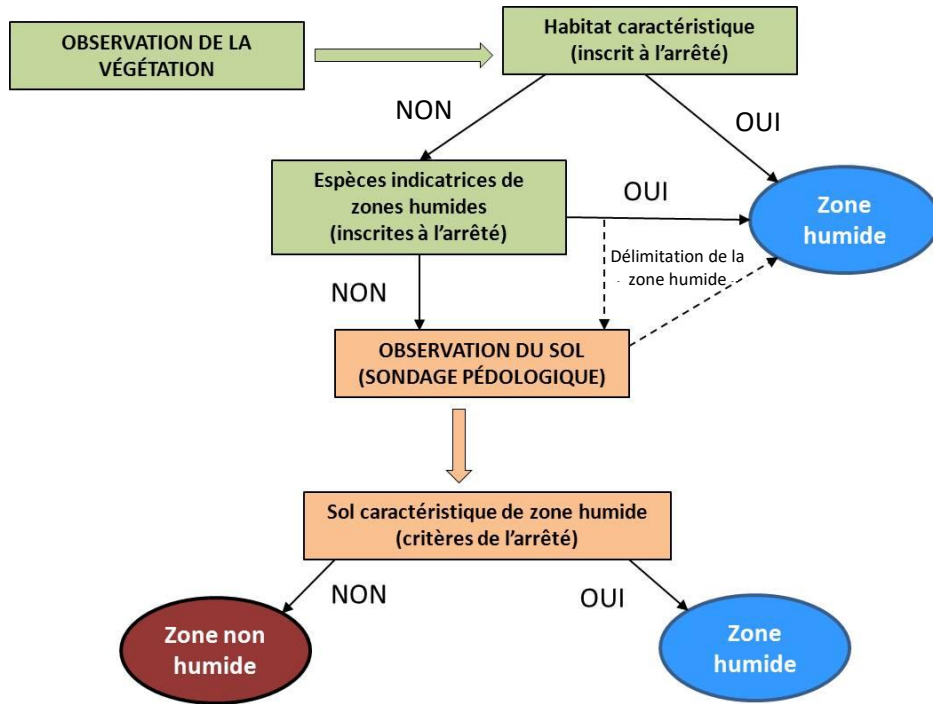 OBSERVATION DE LA
VÉGÉTATION
Habitat caractéristique
(inscrit à l'arrêté)
NON
OUI
Espèces indicatrices de
zones humides
(inscrites à l'arrêté)
OUI
Zone
humide
Délimitation de la
zone humide
NON
OBSERVATION DU SOL
(SONDAGE PÉDOLOGIQUE)
Sol caractéristique de zone humide
(critères de l'arrêté)
NON
OUI
Zone non
humide
Zone
humide